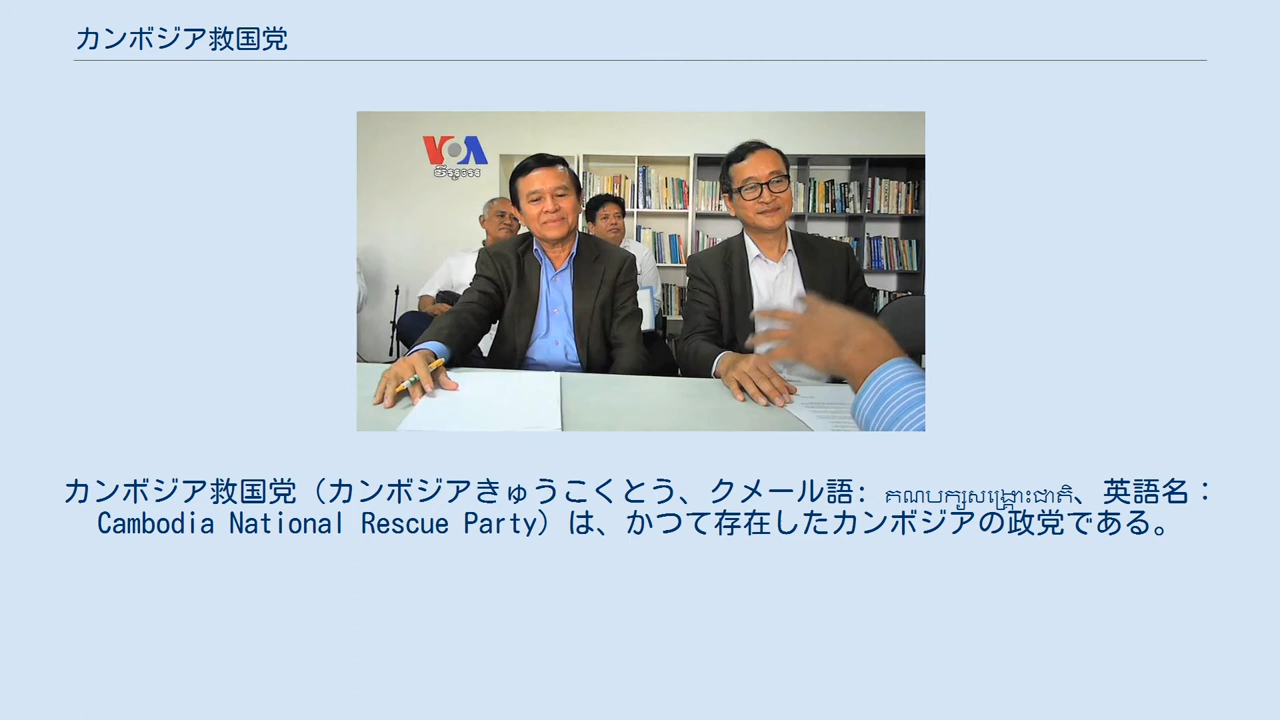 カンボジア救国党
VOA
វីអូអេ
カンボジア救国党（カンボジアきゅうこくとう、クメール語: គណបក្សសង្គ្រោះជាតិ、英語名：
Cambodia National Rescue Party）は、かつて存在したカンボジアの政党である。